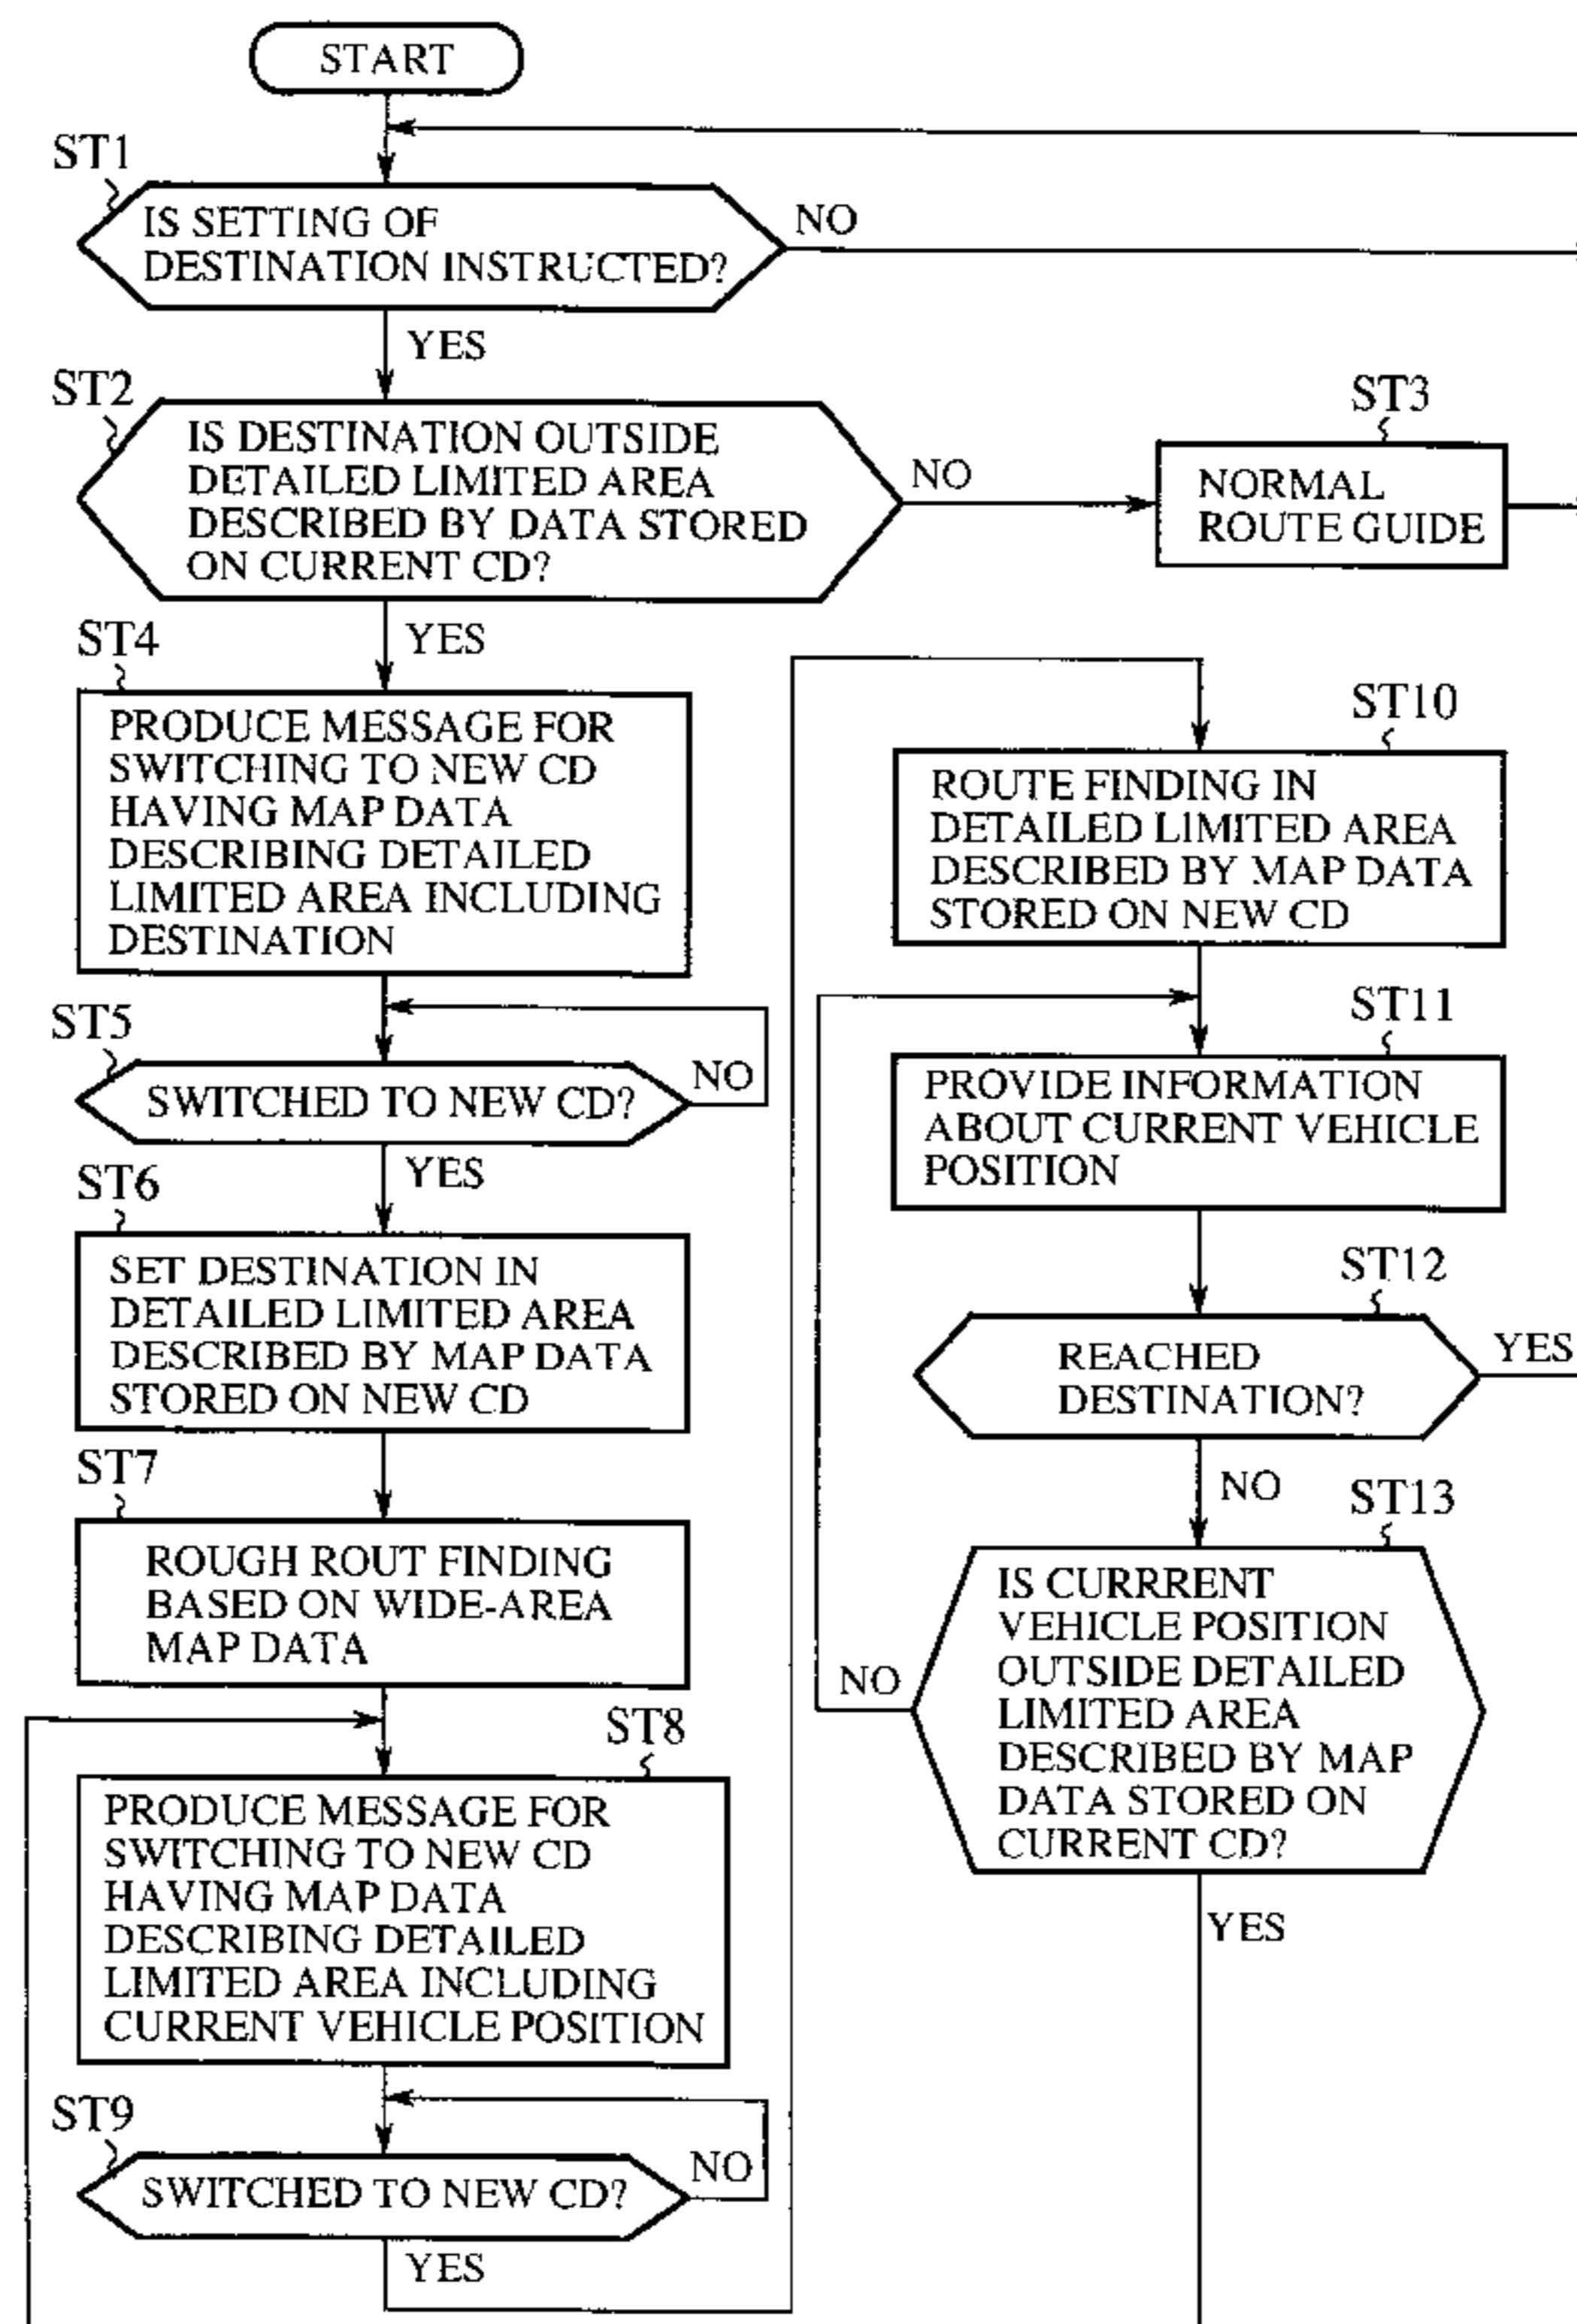 START
ST1
IS SETTING OF
DESTINATION INSTRUCTED?
NO
YES
ST2
IS DESTINATION OUTSIDE
DETAILED LIMITED AREA
DESCRIBED BY DATA STORED
ON CURRENT CD?
NO
ST3
NORMAL
ROUTE GUIDE
YES
ST4
PRODUCE MESSAGE FOR
SWITCHING TO NEW CD
HAVING MAP DATA
DESCRIBING DETAILED
LIMITED AREA INCLUDING
DESTINATION
ST5
SWITCHED TO NEW CD?
NO
YES
ST6
SET DESTINATION IN
DETAILED LIMITED AREA
DESCRIBED BY MAP DATA
STORED ON NEW CD
ST7
ROUGH ROUT FINDING
BASED ON WIDE-AREA
MAP DATA
ST8
PRODUCE MESSAGE FOR
SWITCHING TO NEW CD
HAVING MAP DATA
DESCRIBING DETAILED
LIMITED AREA INCLUDING
CURRENT VEHICLE POSITION
ST9
SWITCHED TO NEW CD?
NO
YES
ST10
ROUTE FINDING IN
DETAILED LIMITED AREA
DESCRIBED BY MAP DATA
STORED ON NEW CD
ST11
PROVIDE INFORMATION
ABOUT CURRENT VEHICLE
POSITION
ST12
REACHED
DESTINATION?
YES
NO
ST13
IS CURRRENT
VEHICLE POSITION
OUTSIDE DETAILED
LIMITED AREA
DESCRIBED BY MAP
DATA STORED ON
CURRENT CD?
NO
YES